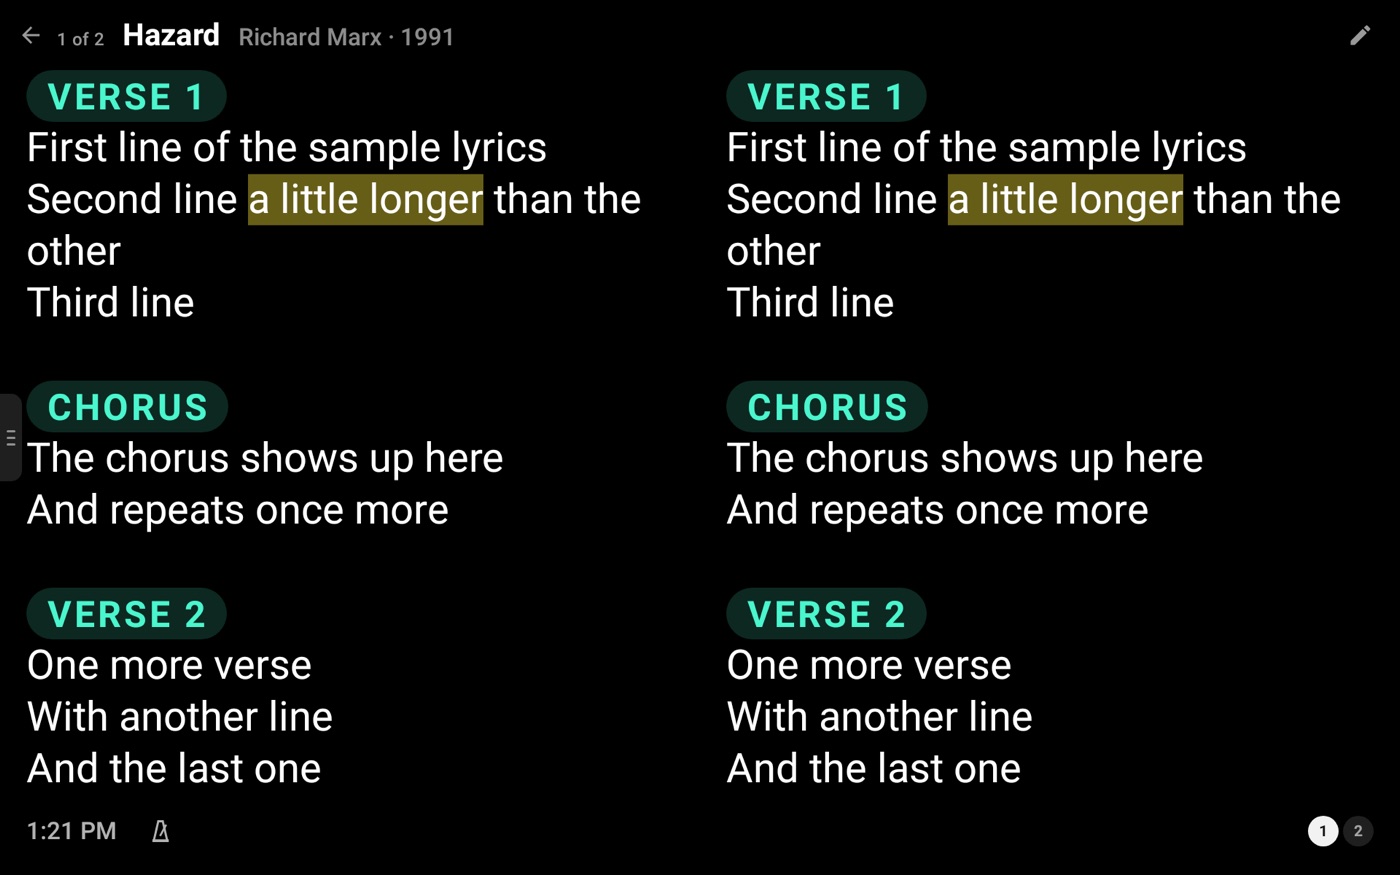 1 of 2 Hazard Richard Marx · 1991
VERSE 1
First line of the sample lyrics
Second line a little longer than the
other
Third line
CHORUS
The chorus shows up here
And repeats once more
VERSE 2
One more verse
With another line
And the last one
VERSE 1
First line of the sample lyrics
Second line a little longer than the
other
Third line
CHORUS
The chorus shows up here
And repeats once more
VERSE 2
One more verse
With another line
And the last one
1:21 PM
1 2